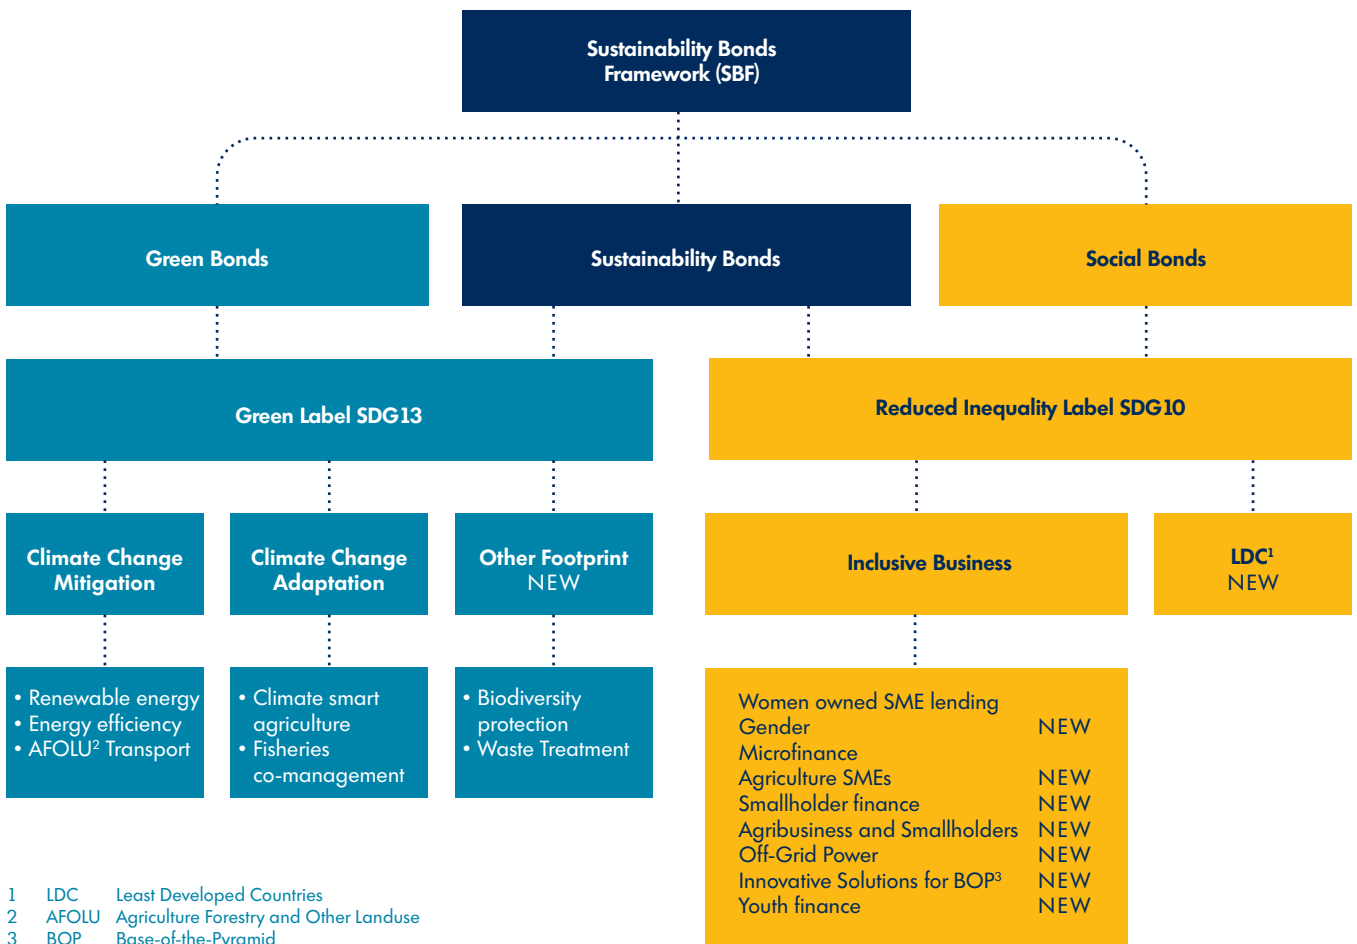 Sustainability Bonds
Framework (SBF)
Green Bonds
Sustainability Bonds
Social Bonds
Green Label SDG13
Reduced Inequality Label SDG10
Climate Change
Mitigation
Climate Change
Adaptation
Other Footprint
NEW
Inclusive Business
LDC¹
NEW
• Renewable energy
• Energy efficiency
• AFOLU² Transport
• Climate smart
agriculture
• Fisheries
co-management
• Biodiversity
protection
• Waste Treatment
Women owned SME lending
Gender NEW
Microfinance
Agriculture SMEs NEW
Smallholder finance NEW
Agribusiness and Smallholders NEW
Off-Grid Power NEW
Innovative Solutions for BOP³ NEW
Youth finance NEW
1 LDC Least Developed Countries
2 AFOLU Agriculture Forestry and Other Landuse
3 BOP Base-of-the-Pyramid